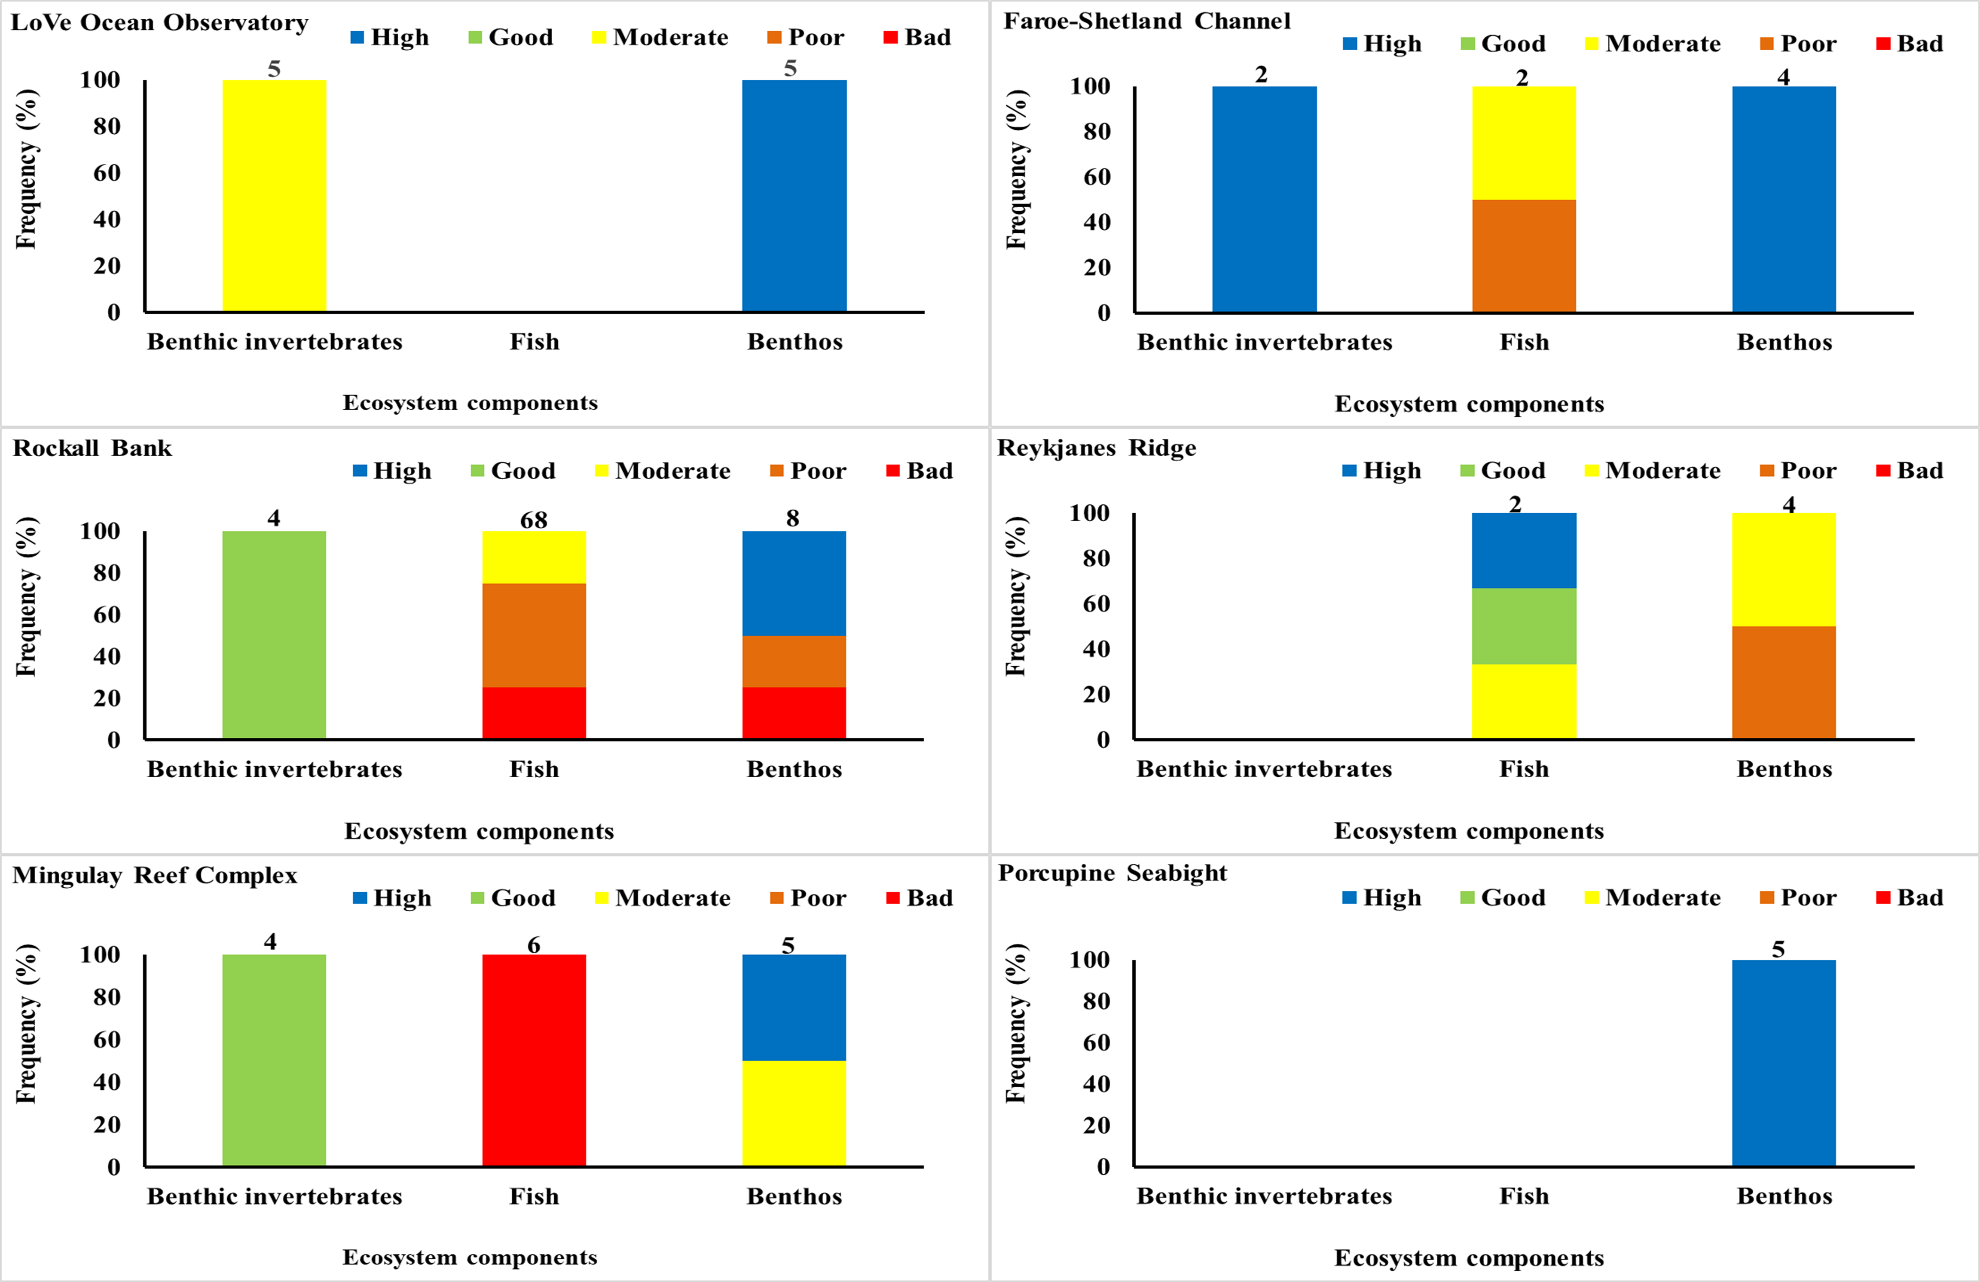 LoVe Ocean Observatory
High Good Moderate Poor Bad
5 5
Frequency (%)
100
80
60
40
20
0
Benthic invertebrates Fish Benthos
Ecosystem components
Faroe-Shetland Channel
High Good Moderate Poor Bad
2 2 4
Frequency (%)
100
80
60
40
20
0
Benthic invertebrates Fish Benthos
Ecosystem components
Rockall Bank
High Good Moderate Poor Bad
4 68 8
Frequency (%)
100
80
60
40
20
0
Benthic invertebrates Fish Benthos
Ecosystem components
Reykjanes Ridge
High Good Moderate Poor Bad
2 4
Frequency (%)
100
80
60
40
20
0
Benthic invertebrates Fish Benthos
Ecosystem components
Mingulay Reef Complex
High Good Moderate Poor Bad
4 6 5
Frequency (%)
100
80
60
40
20
0
Benthic invertebrates Fish Benthos
Ecosystem components
Porcupine Seabight
High Good Moderate Poor Bad
5
Frequency (%)
100
80
60
40
20
0
Benthic invertebrates Fish Benthos
Ecosystem components